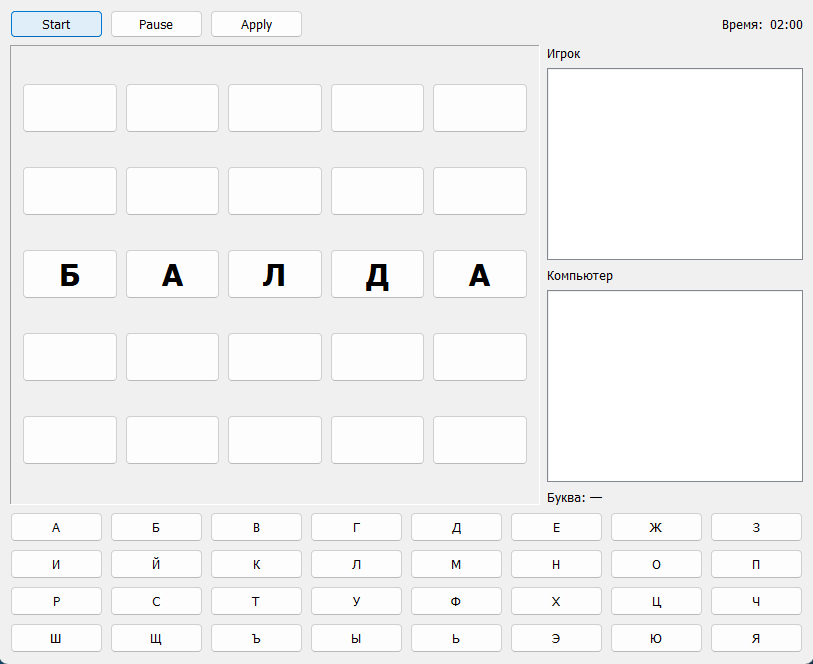 Start Pause Apply Время: 02:00
Игрок
Б А Л Д А
Компьютер
Буква: —
А Б В Г Д Е Ж З
И Й К Л М Н О П
Р С Т У Ф Х Ц Ч
Ш Щ Ъ Ы Ь Э Ю Я